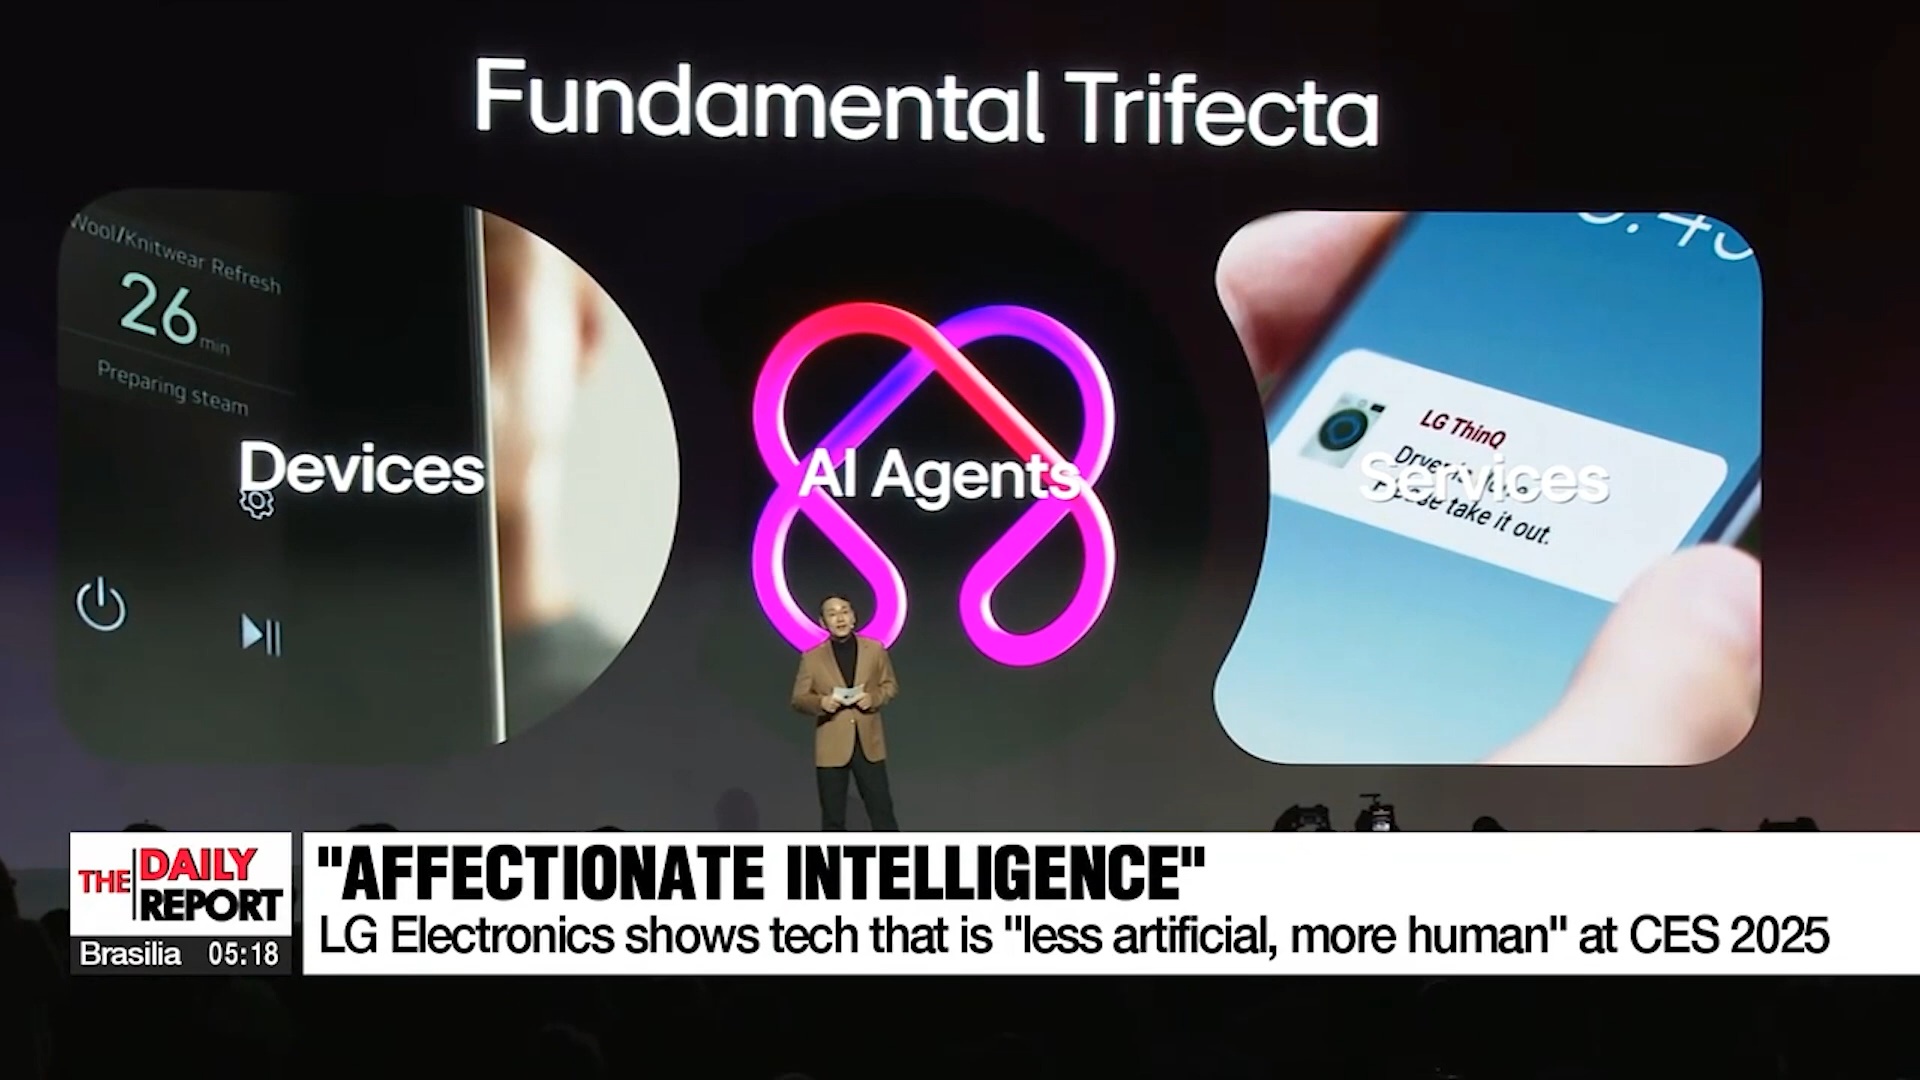 Fundamental Trifecta
Wool/Knitwear Refresh
26 min
Preparing steam
Devices
AI Agents
LG ThinQ
Services
take it out.
THE DAILY REPORT
Brasilia 05:18
"AFFECTIONATE INTELLIGENCE"
LG Electronics shows tech that is "less artificial, more human" at CES 2025